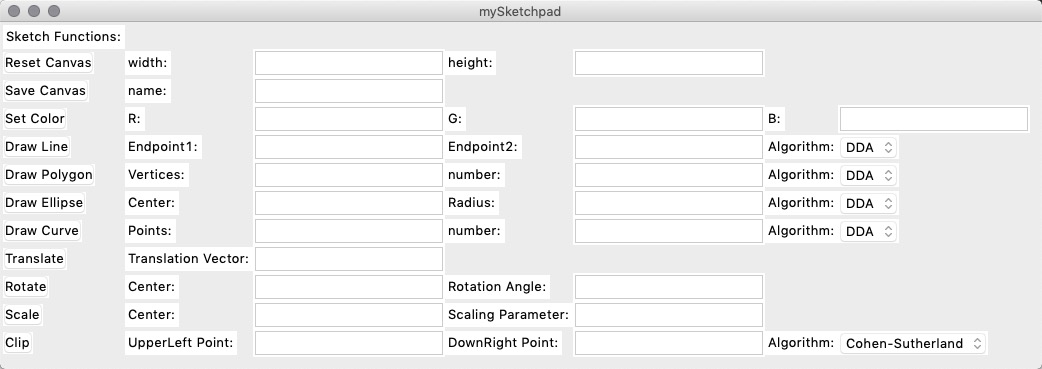 mySketchpad
Sketch Functions:
Reset Canvas width: height:
Save Canvas name:
Set Color R: G: B:
Draw Line Endpoint1: Endpoint2: Algorithm: DDA
Draw Polygon Vertices: number: Algorithm: DDA
Draw Ellipse Center: Radius: Algorithm: DDA
Draw Curve Points: number: Algorithm: DDA
Translate Translation Vector:
Rotate Center: Rotation Angle:
Scale Center: Scaling Parameter:
Clip UpperLeft Point: DownRight Point: Algorithm: Cohen-Sutherland